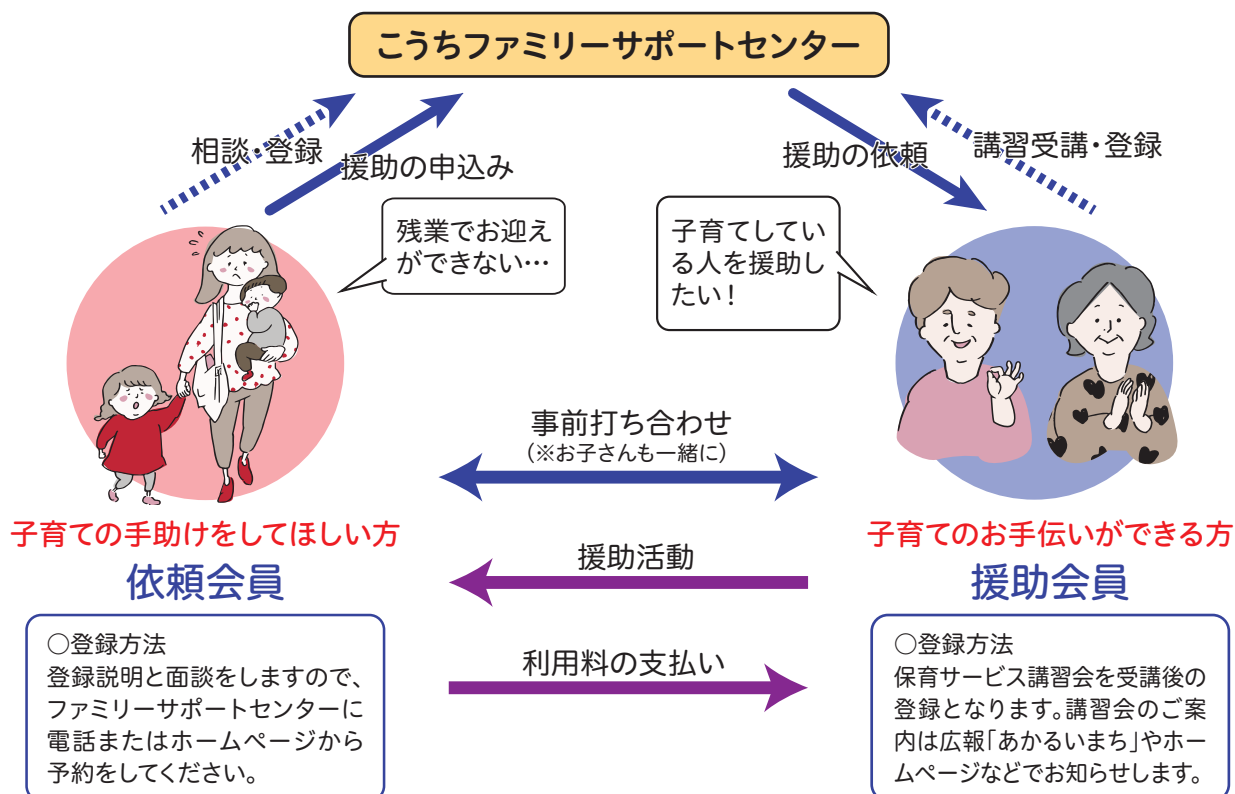 こうちファミリーサポートセンター
相談・登録
援助の申込み
援助の依頼
講習受講・登録
残業でお迎え
ができない…
子育てしてい
る人を援助し
たい！
事前打ち合わせ
（※お子さんも一緒に）
子育ての手助けをしてほしい方
依頼会員
子育てのお手伝いができる方
援助会員
援助活動
利用料の支払い
○登録方法
登録説明と面談をしますので、
ファミリーサポートセンターに
電話またはホームページから
予約をしてください。
○登録方法
保育サービス講習会を受講後の
登録となります。講習会のご案
内は広報「あかるいまち」やホー
ムページなどでお知らせします。